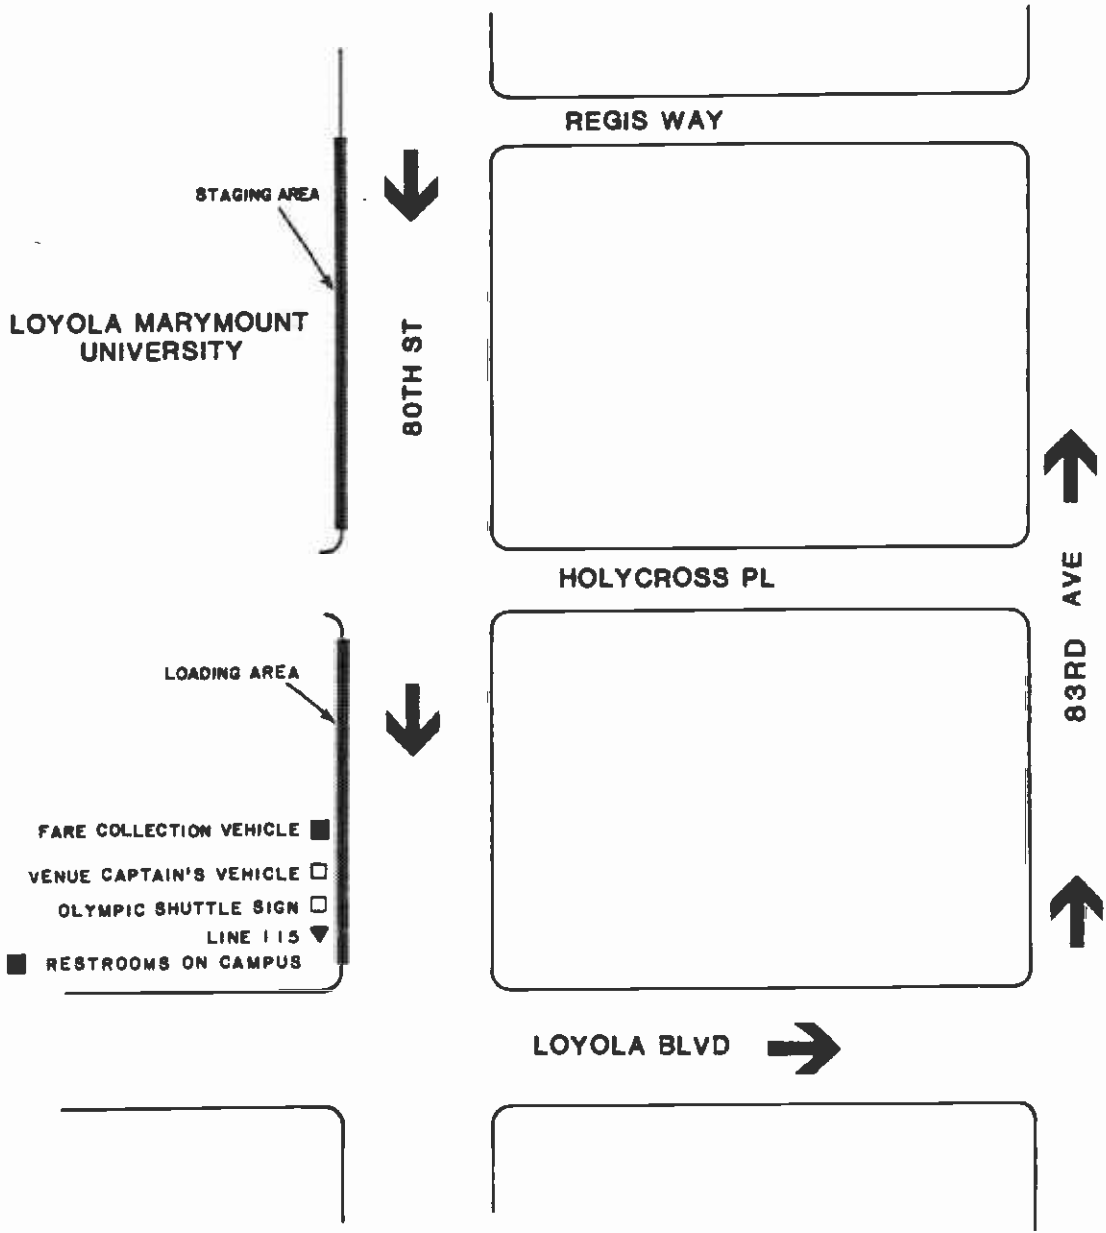 REGIS WAY
STAGING AREA
LOYOLA MARYMOUNT
UNIVERSITY
80TH ST
HOLYCROSS PL
83RD AVE
LOADING AREA
FARE COLLECTION VEHICLE
VENUE CAPTAIN'S VEHICLE
OLYMPIC SHUTTLE SIGN
LINE 115
RESTROOMS ON CAMPUS
LOYOLA BLVD